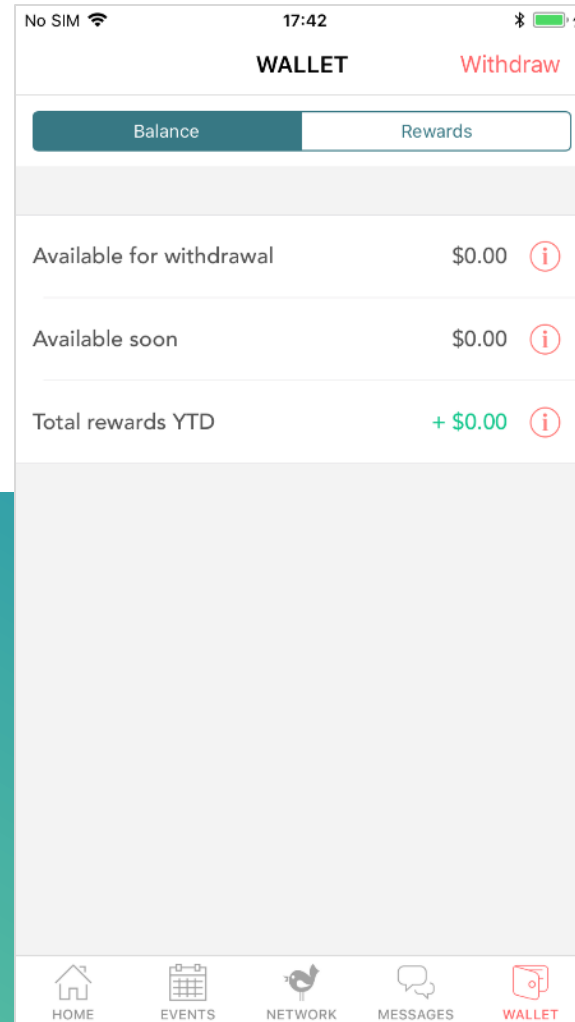 No SIM 17:42
WALLET Withdraw
Balance Rewards
Available for withdrawal $0.00 i
Available soon $0.00 i
Total rewards YTD + $0.00 i
HOME EVENTS NETWORK MESSAGES WALLET